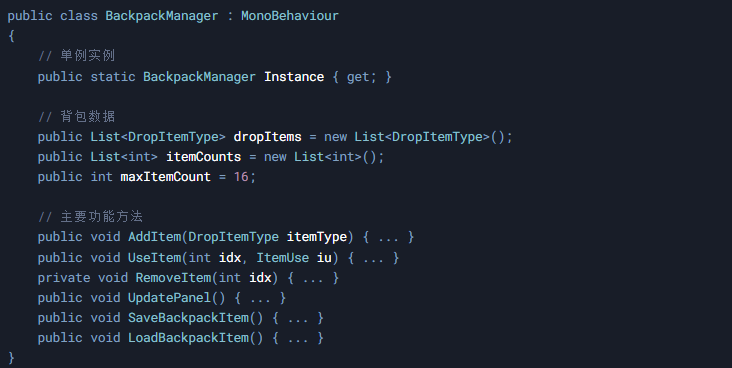 public class BackpackManager : MonoBehaviour
{
    // 单例实例
    public static BackpackManager Instance { get; }

    // 背包数据
    public List<DropItemType> dropItems = new List<DropItemType>();
    public List<int> itemCounts = new List<int>();
    public int maxItemCount = 16;

    // 主要功能方法
    public void AddItem(DropItemType itemType) { ... }
    public void UseItem(int idx, ItemUse iu) { ... }
    private void RemoveItem(int idx) { ... }
    public void UpdatePanel() { ... }
    public void SaveBackpackItem() { ... }
    public void LoadBackpackItem() { ... }
}